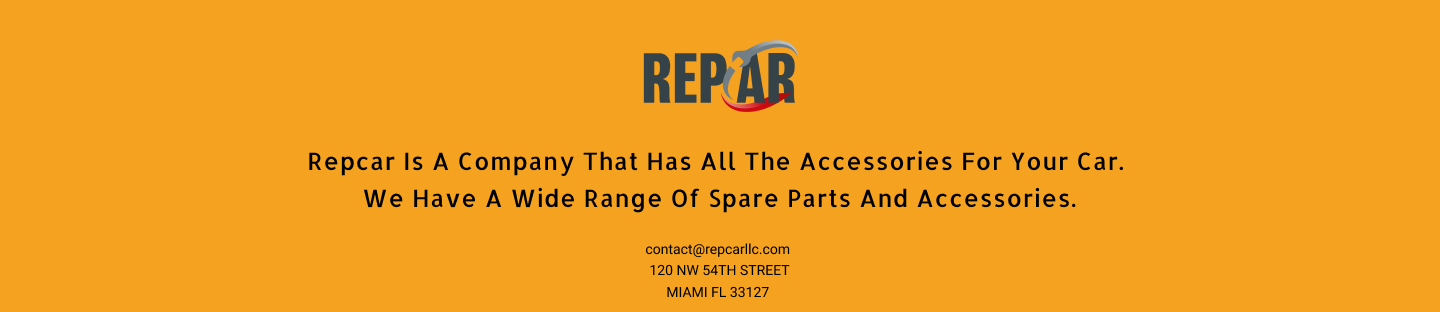 REPCAR
Repcar Is A Company That Has All The Accessories For Your Car.
We Have A Wide Range Of Spare Parts And Accessories.
contact@repcarllc.com
120 NW 54TH STREET
MIAMI FL 33127